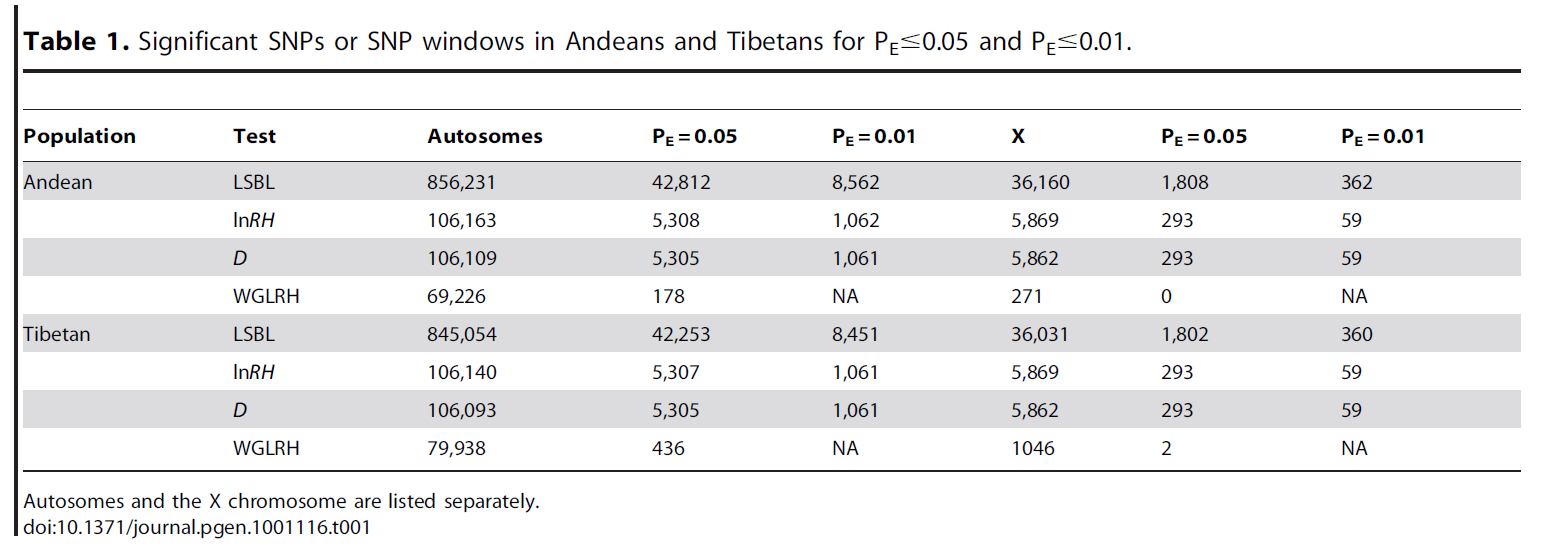 Table 1. Significant SNPs or SNP windows in Andeans and Tibetans for PE≤0.05 and PE≤0.01.
Population Test Autosomes PE = 0.05 PE = 0.01 X PE = 0.05 PE = 0.01
Andean LSBL 856,231 42,812 8,562 36,160 1,808 362
lnRH 106,163 5,308 1,062 5,869 293 59
D 106,109 5,305 1,061 5,862 293 59
WGLRH 69,226 178 NA 271 0 NA
Tibetan LSBL 845,054 42,253 8,451 36,031 1,802 360
lnRH 106,140 5,307 1,061 5,869 293 59
D 106,093 5,305 1,061 5,862 293 59
WGLRH 79,938 436 NA 1046 2 NA
Autosomes and the X chromosome are listed separately.
doi:10.1371/journal.pgen.1001116.t001